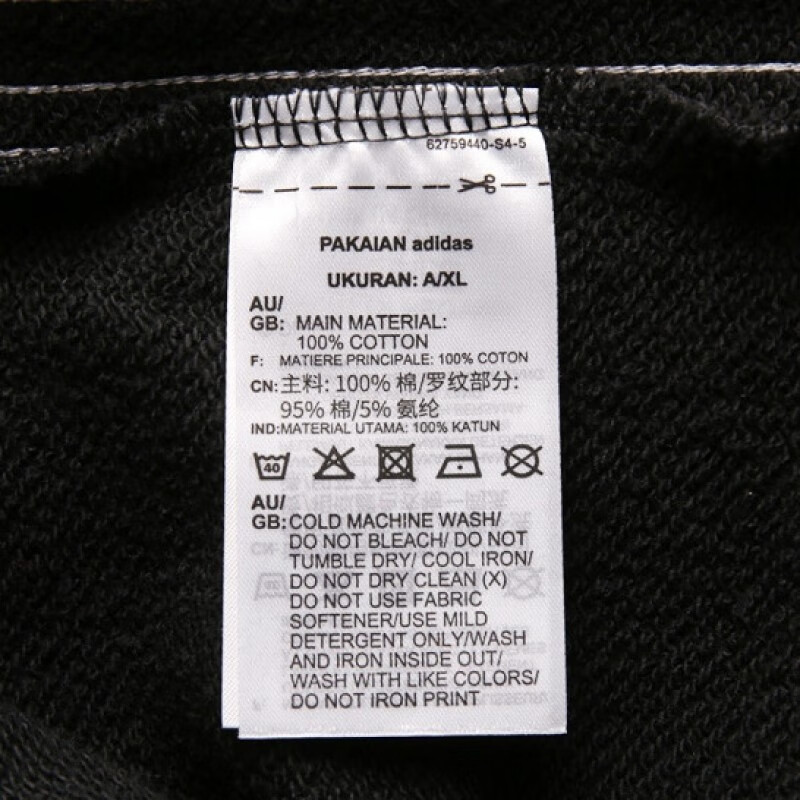 62759440-S4-5
PAKAIAN adidas
UKURAN: A/XL
AU/
GB: MAIN MATERIAL:
100% COTTON
F: MATIERE PRINCIPALE: 100% COTON
CN: 主料: 100% 棉/罗纹部分:
95% 棉/5% 氨纶
IND:MATERIAL UTAMA: 100% KATUN
40
AU/
GB: COLD MACHINE WASH/
DO NOT BLEACH/ DO NOT
TUMBLE DRY/ COOL IRON/
DO NOT DRY CLEAN (X)
DO NOT USE FABRIC
SOFTENER/USE MILD
DETERGENT ONLY/WASH
AND IRON INSIDE OUT/
WASH WITH LIKE COLORS/
DO NOT IRON PRINT